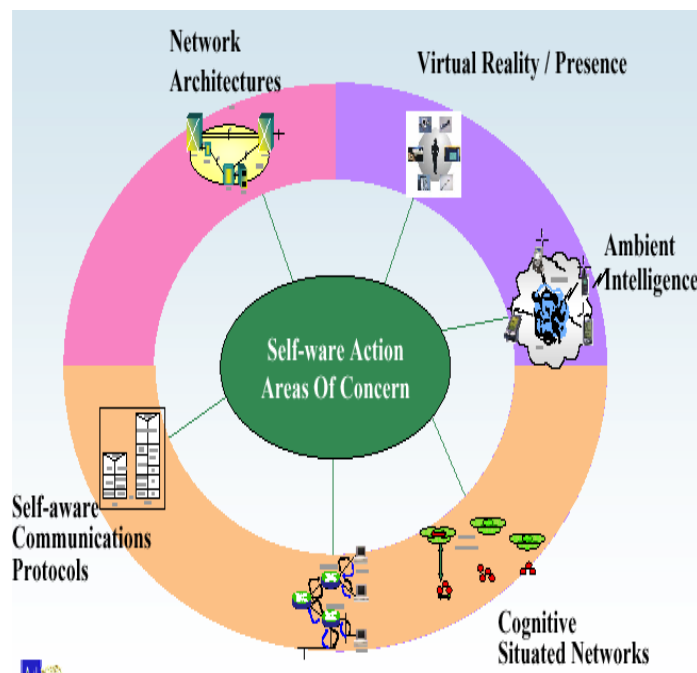 Network
Architectures
Virtual Reality / Presence
Ambient
Intelligence
Self-ware Action
Areas Of Concern
Self-aware
Communications
Protocols
Cognitive
Situated Networks